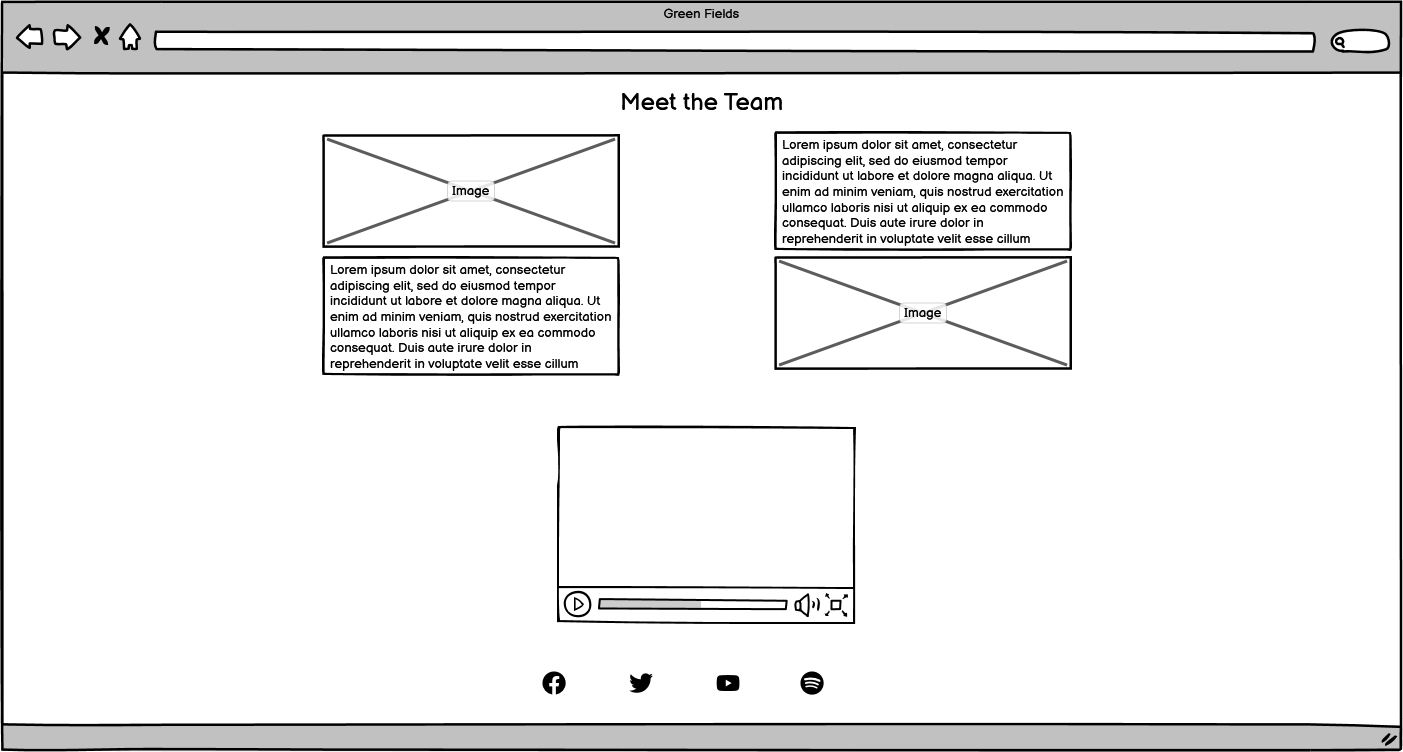 Green Fields
Meet the Team
Image
Lorem ipsum dolor sit amet, consectetur
adipiscing elit, sed do eiusmod tempor
incididunt ut labore et dolore magna aliqua. Ut
enim ad minim veniam, quis nostrud exercitation
ullamco laboris nisi ut aliquip ex ea commodo
consequat. Duis aute irure dolor in
reprehenderit in voluptate velit esse cillum
Lorem ipsum dolor sit amet, consectetur
adipiscing elit, sed do eiusmod tempor
incididunt ut labore et dolore magna aliqua. Ut
enim ad minim veniam, quis nostrud exercitation
ullamco laboris nisi ut aliquip ex ea commodo
consequat. Duis aute irure dolor in
reprehenderit in voluptate velit esse cillum
Image